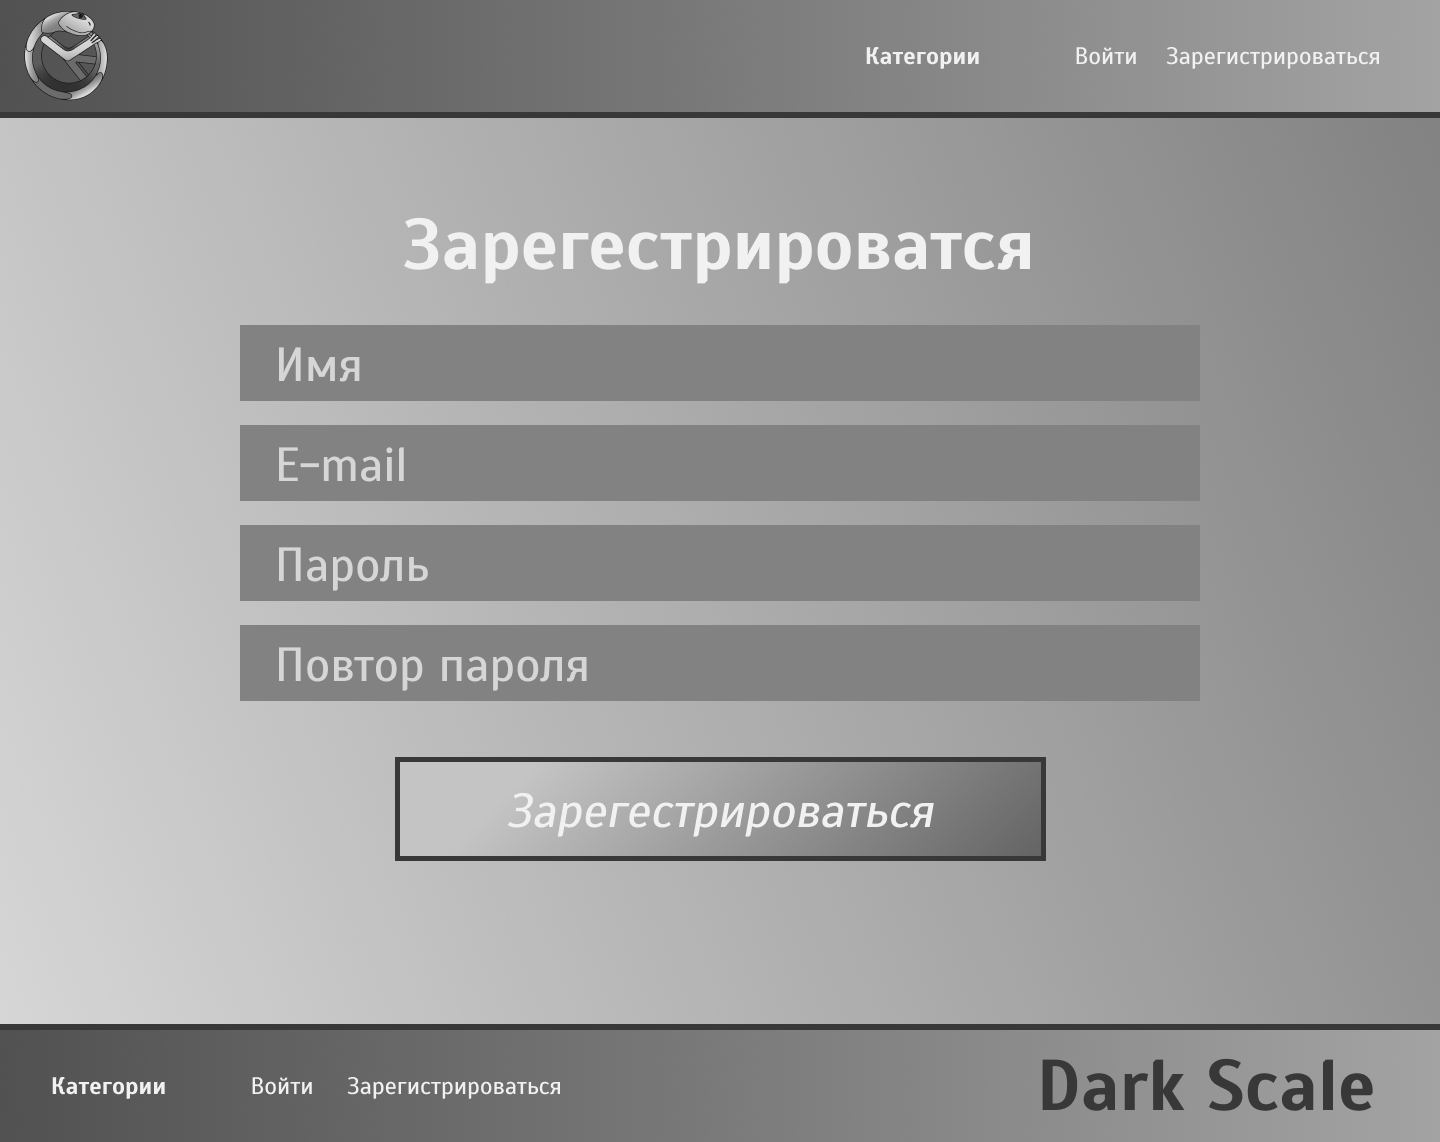 Категории Войти Зарегистрироваться
Зарегестрироватся
Имя
E-mail
Пароль
Повтор пароля
Зарегестрироваться
Категории Войти Зарегистрироваться
Dark Scale